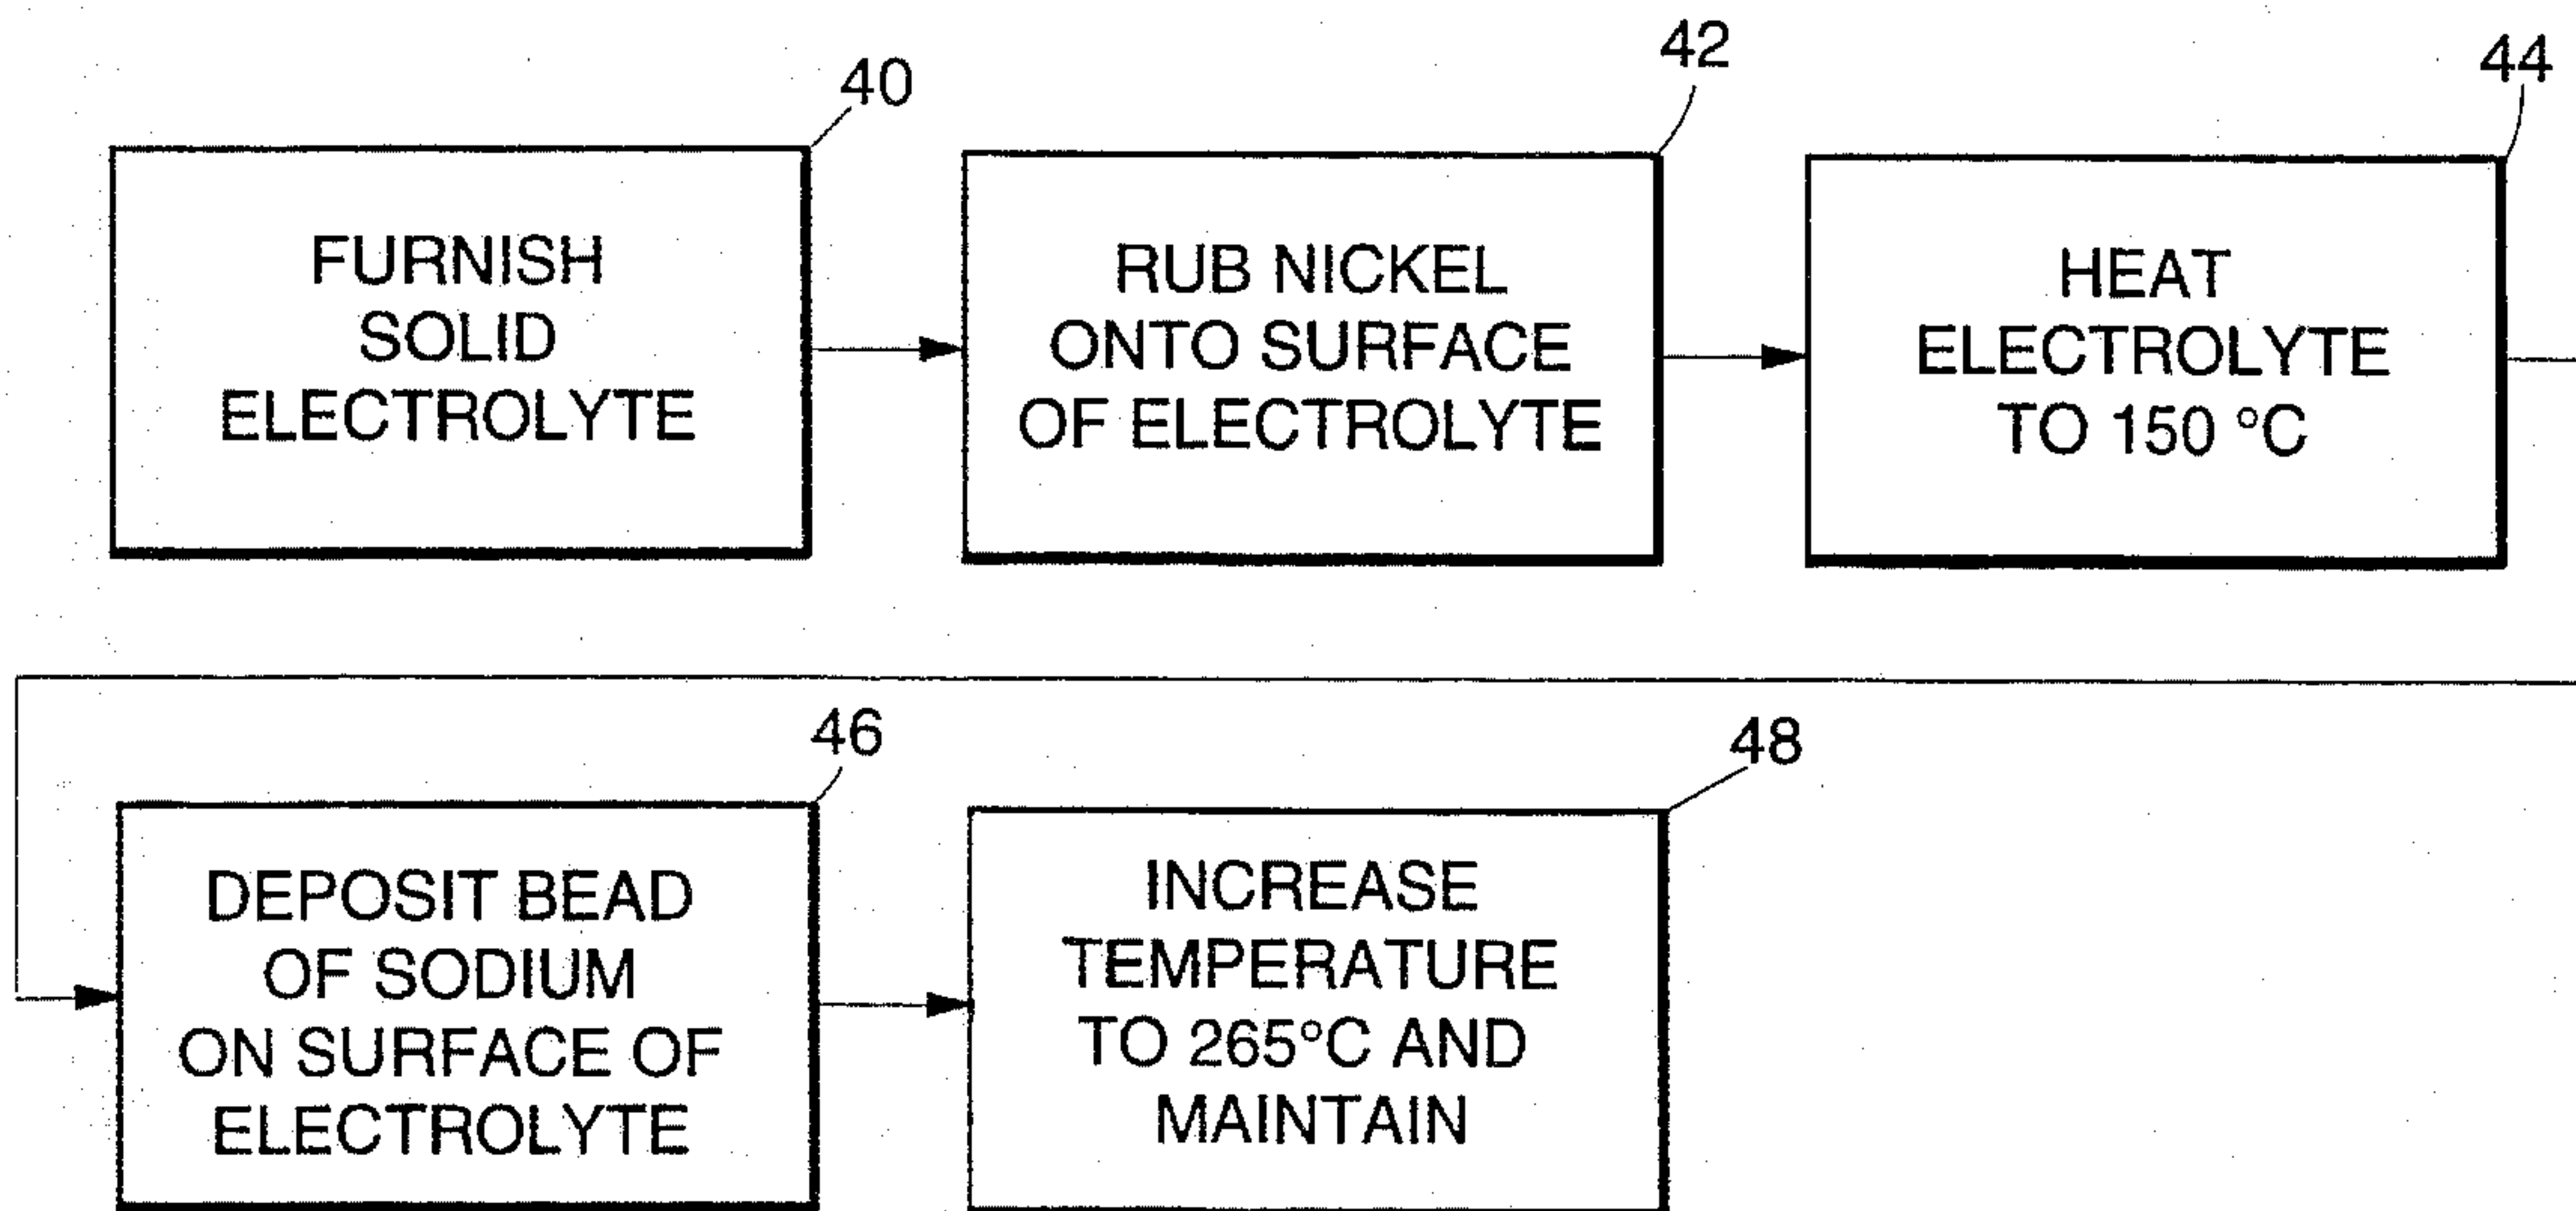 40
42
44
FURNISH
SOLID
ELECTROLYTE
RUB NICKEL
ONTO SURFACE
OF ELECTROLYTE
HEAT
ELECTROLYTE
TO 150 °C
46
48
DEPOSIT BEAD
OF SODIUM
ON SURFACE OF
ELECTROLYTE
INCREASE
TEMPERATURE
TO 265°C AND
MAINTAIN